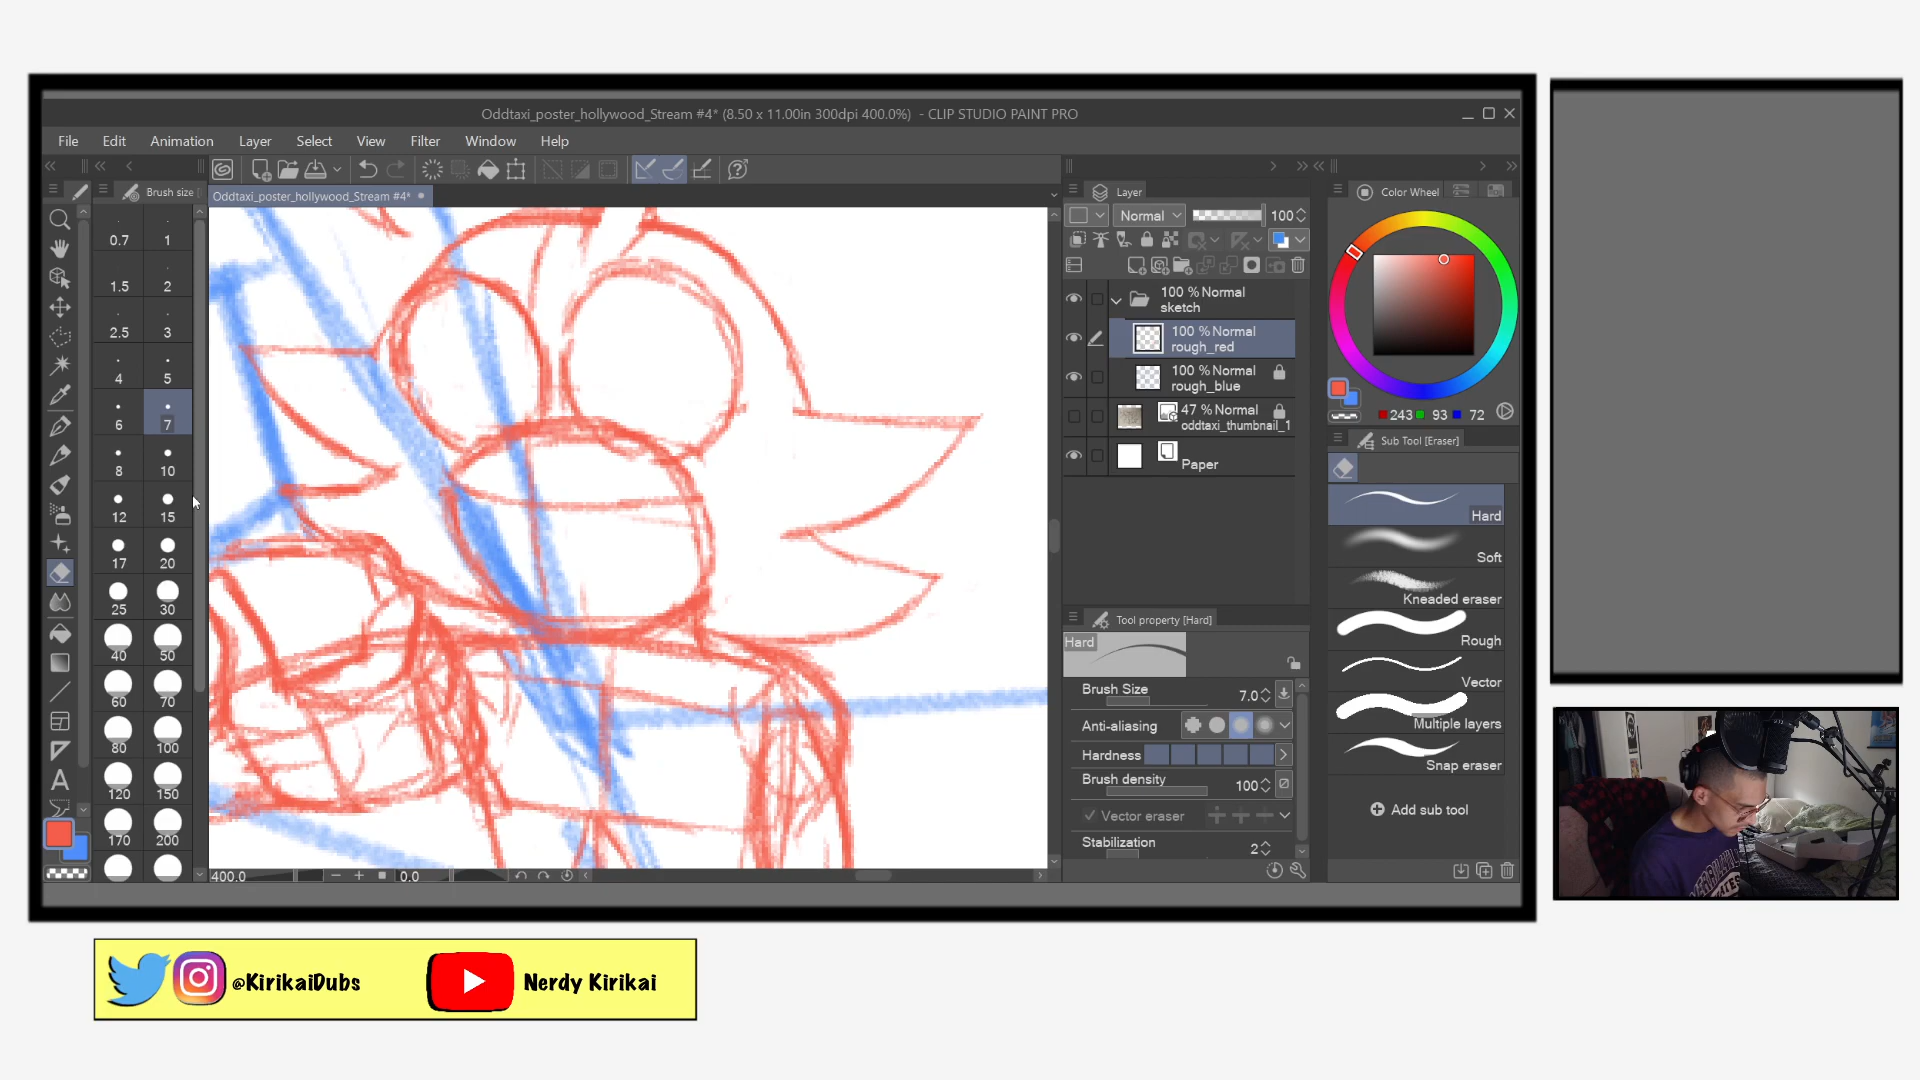 Oddtaxi_poster_hollywood_Stream #4* (8.50 x 11.00in 300dpi 400.0%) - CLIP STUDIO PAINT PRO
File Edit Animation Layer Select View Filter Window Help
Brush size
Oddtaxi_poster_hollywood_Stream #4*
0.7 1
1.5 2
2.5 3
4 5
6 7
8 10
12 15
17 20
25 30
40 50
60 70
80 100
120 150
170 200
400.0 0.0
Layer
Normal 100
100 % Normal
sketch
100 % Normal
rough_red
100 % Normal
rough_blue
47 % Normal
oddtaxi_thumbnail_1
Paper
Tool property [Hard]
Hard
Brush Size 7.0
Anti-aliasing
Hardness
Brush density 100
Vector eraser
Stabilization 2
Color Wheel
243 93 72
Sub Tool [Eraser]
Hard
Soft
Kneaded eraser
Rough
Vector
Multiple layers
Snap eraser
Add sub tool
@KirikaiDubs Nerdy Kirikai